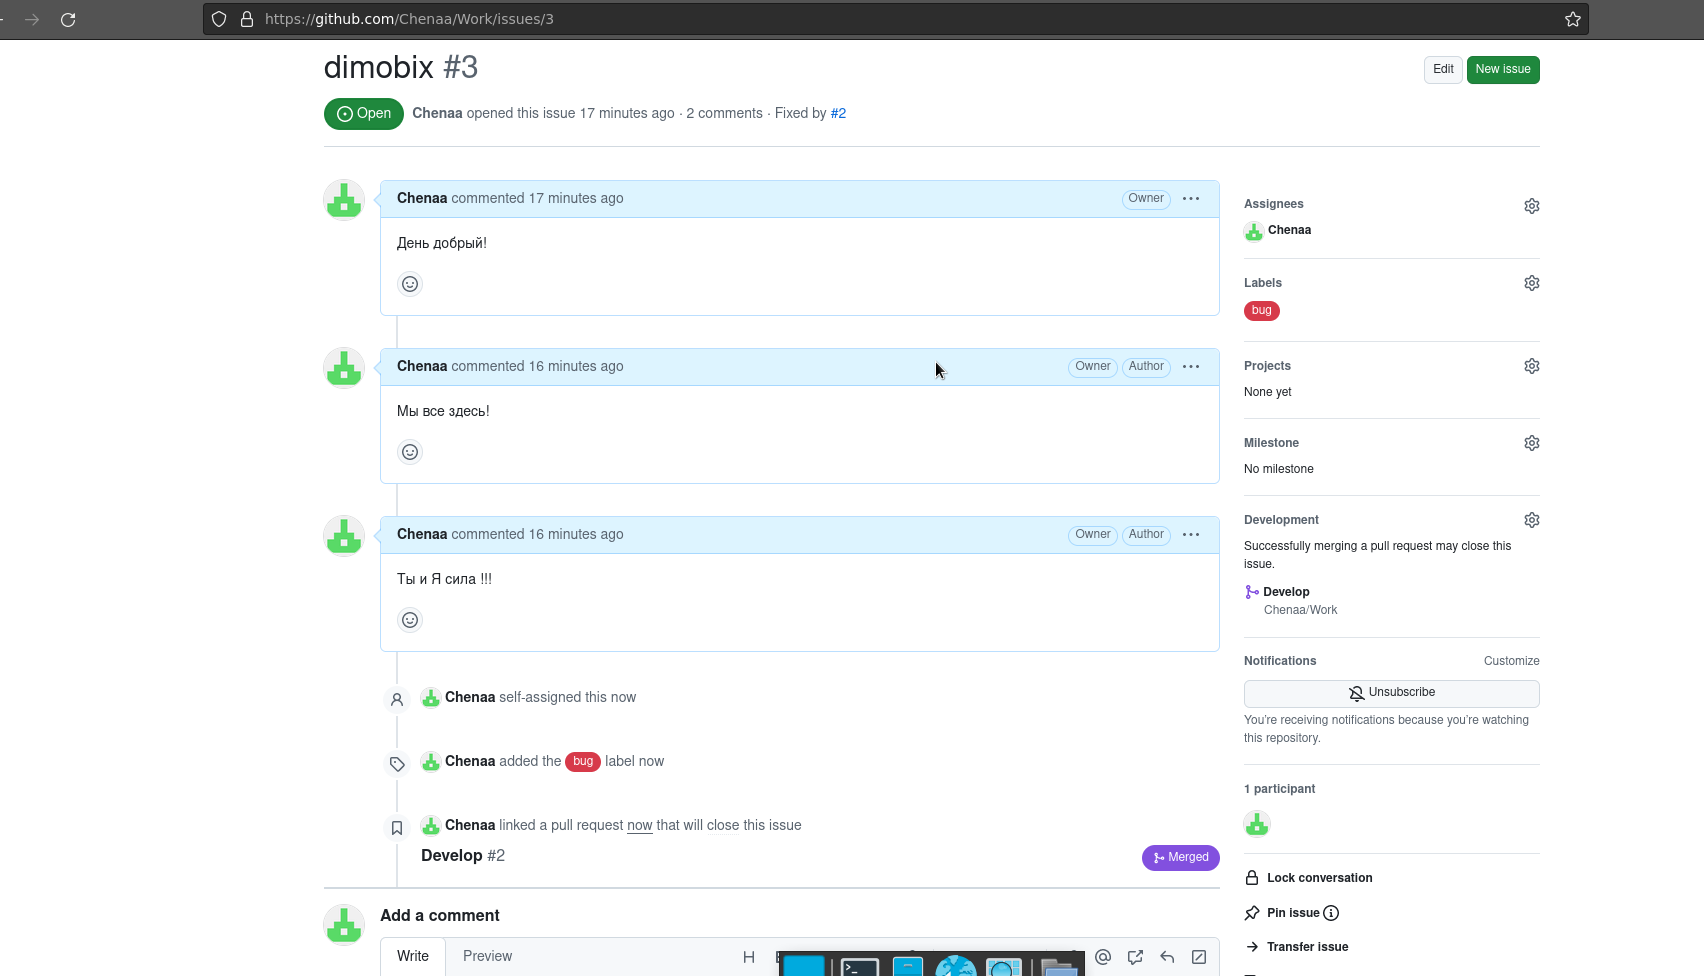 https://github.com/Chenaa/Work/issues/3
dimobix #3
Edit
New issue
Open
Chenaa opened this issue 17 minutes ago · 2 comments · Fixed by #2
Chenaa commented 17 minutes ago
Owner
День добрый!
Chenaa commented 16 minutes ago
Owner
Author
Мы все здесь!
Chenaa commented 16 minutes ago
Owner
Author
Ты и Я сила !!!
Chenaa self-assigned this now
Chenaa added the bug label now
Chenaa linked a pull request now that will close this issue
Develop #2
Merged
Add a comment
Write
Preview
Assignees
Chenaa
Labels
bug
Projects
None yet
Milestone
No milestone
Development
Successfully merging a pull request may close this
issue.
Develop
Chenaa/Work
Notifications
Customize
Unsubscribe
You're receiving notifications because you're watching
this repository.
1 participant
Lock conversation
Pin issue
Transfer issue